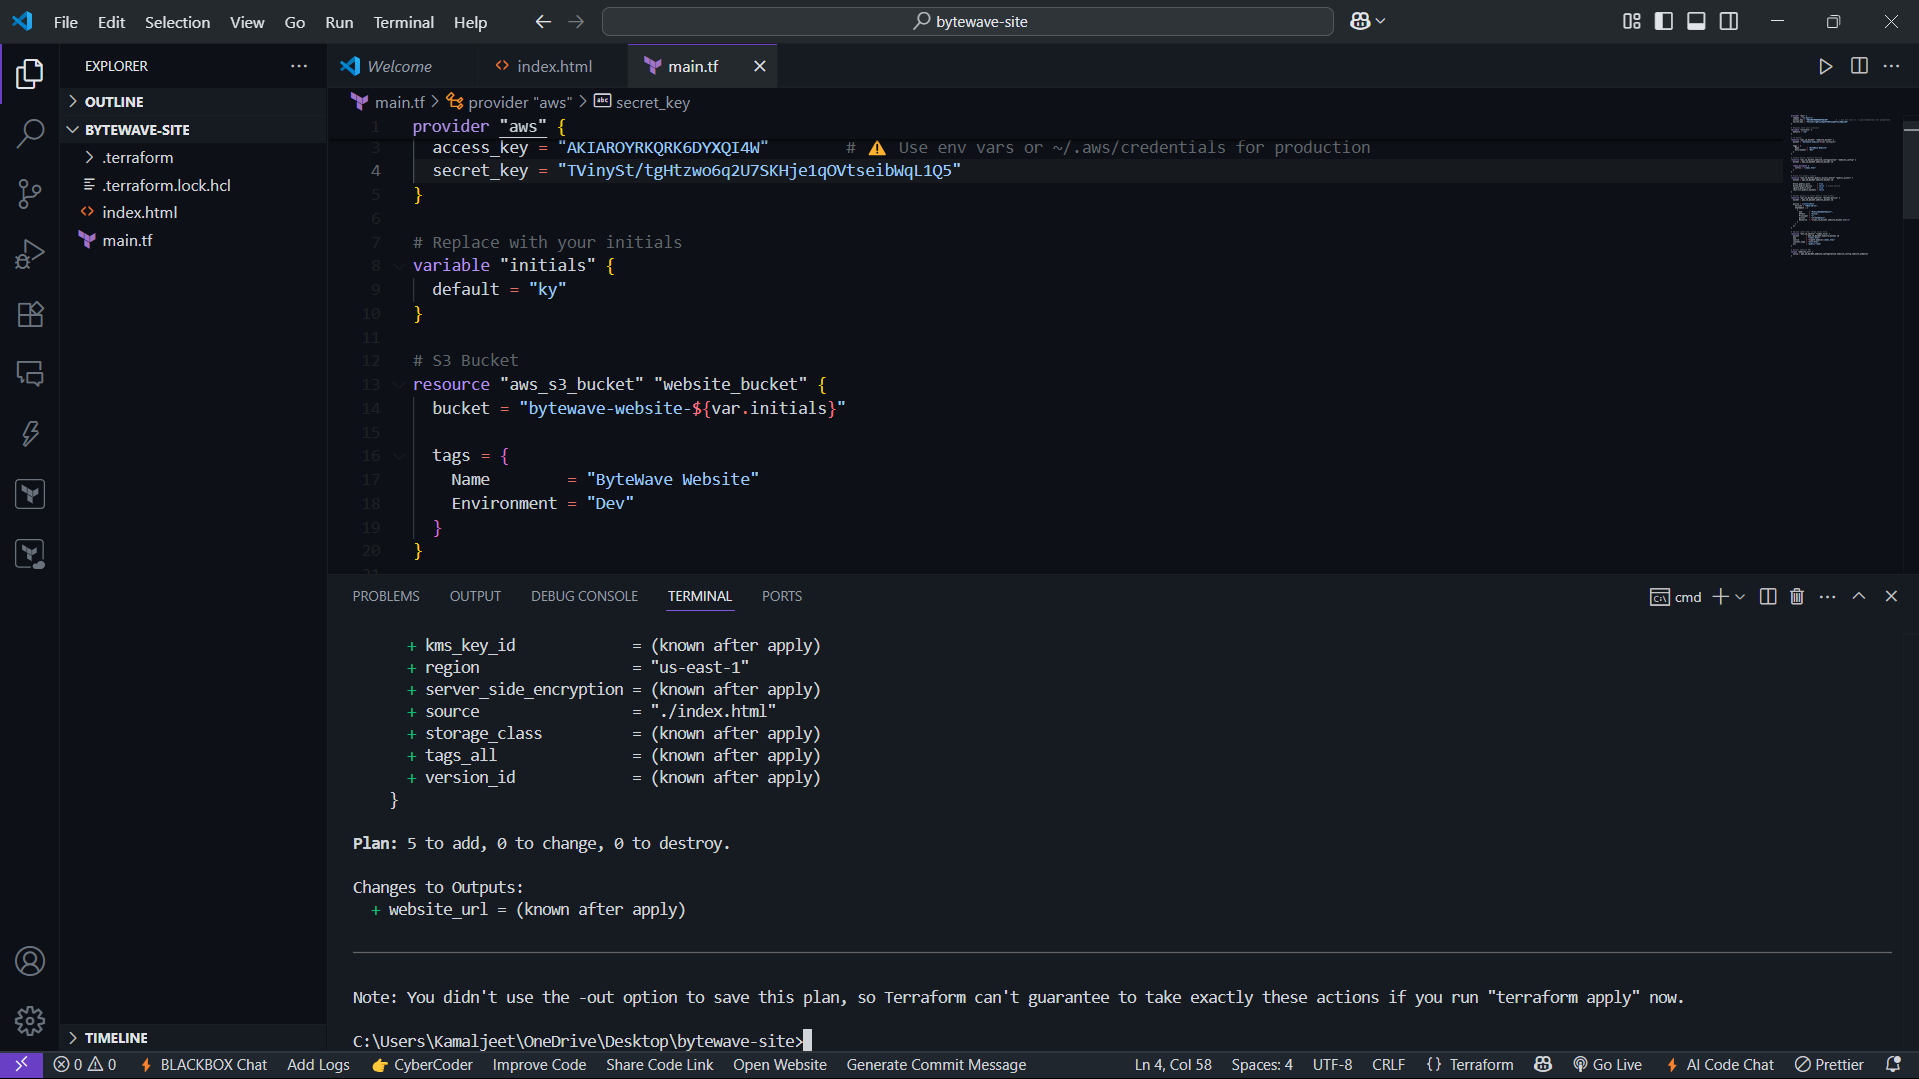 File Edit Selection View Go Run Terminal Help
bytewave-site
EXPLORER
OUTLINE
BYTEWAVE-SITE
.terraform
.terraform.lock.hcl
index.html
main.tf
TIMELINE
Welcome
index.html
main.tf
main.tf > provider "aws" > secret_key
1 provider "aws" {
3 access_key = "AKIAROYRKQRK6DYXQI4W" # ⚠ Use env vars or ~/.aws/credentials for production
4 secret_key = "TVinySt/tgHtzwo6q2U7SKHje1qOVtseibWqL1Q5"
5 }
6
7 # Replace with your initials
8 variable "initials" {
9 default = "ky"
10 }
11
12 # S3 Bucket
13 resource "aws_s3_bucket" "website_bucket" {
14 bucket = "bytewave-website-${var.initials}"
15
16 tags = {
17 Name = "ByteWave Website"
18 Environment = "Dev"
19 }
20 }
21
PROBLEMS OUTPUT DEBUG CONSOLE TERMINAL PORTS
cmd
+ kms_key_id = (known after apply)
+ region = "us-east-1"
+ server_side_encryption = (known after apply)
+ source = "./index.html"
+ storage_class = (known after apply)
+ tags_all = (known after apply)
+ version_id = (known after apply)
}
Plan: 5 to add, 0 to change, 0 to destroy.
Changes to Outputs:
+ website_url = (known after apply)
Note: You didn't use the -out option to save this plan, so Terraform can't guarantee to take exactly these actions if you run "terraform apply" now.
C:\Users\Kamaljeet\OneDrive\Desktop\bytewave-site>
0 0 BLACKBOX Chat Add Logs CyberCoder Improve Code Share Code Link Open Website Generate Commit Message Ln 4, Col 58 Spaces: 4 UTF-8 CRLF {} Terraform Go Live AI Code Chat Prettier